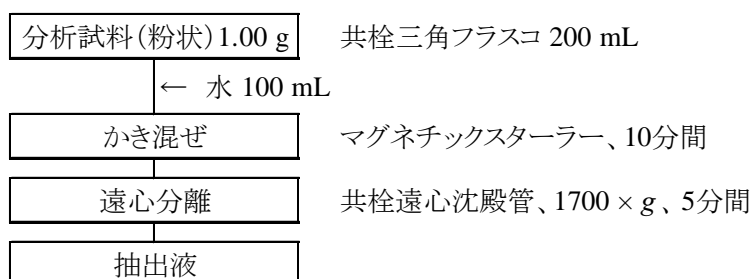 分析試料(粉状)1.00 g 共栓三角フラスコ 200 mL
← 水 100 mL
かき混ぜ マグネチックスターラー、10分間
遠心分離 共栓遠心沈殿管、1700 × g 、5分間
抽出液